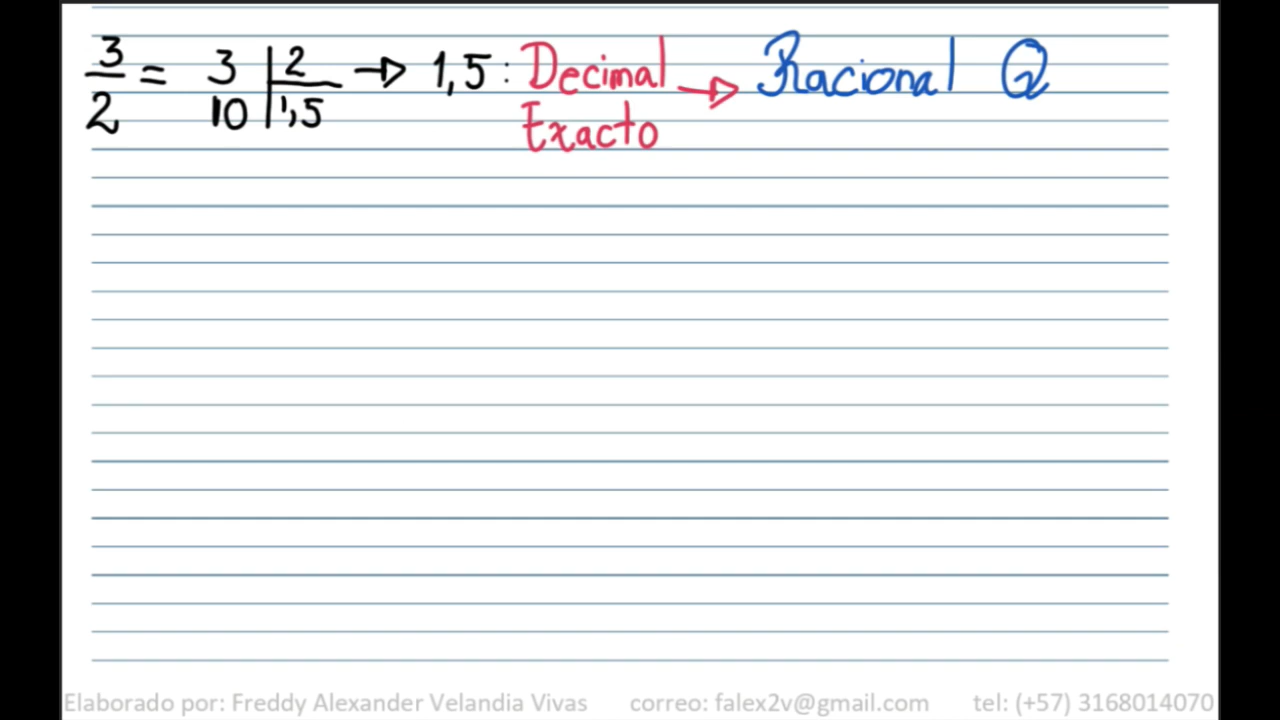 3/2 = 3 | 2 → 1,5 : Decimal → Racional Q
10 | 1,5 Exacto
Elaborado por: Freddy Alexander Velandia Vivas correo: falex2v@gmail.com tel: (+57) 3168014070